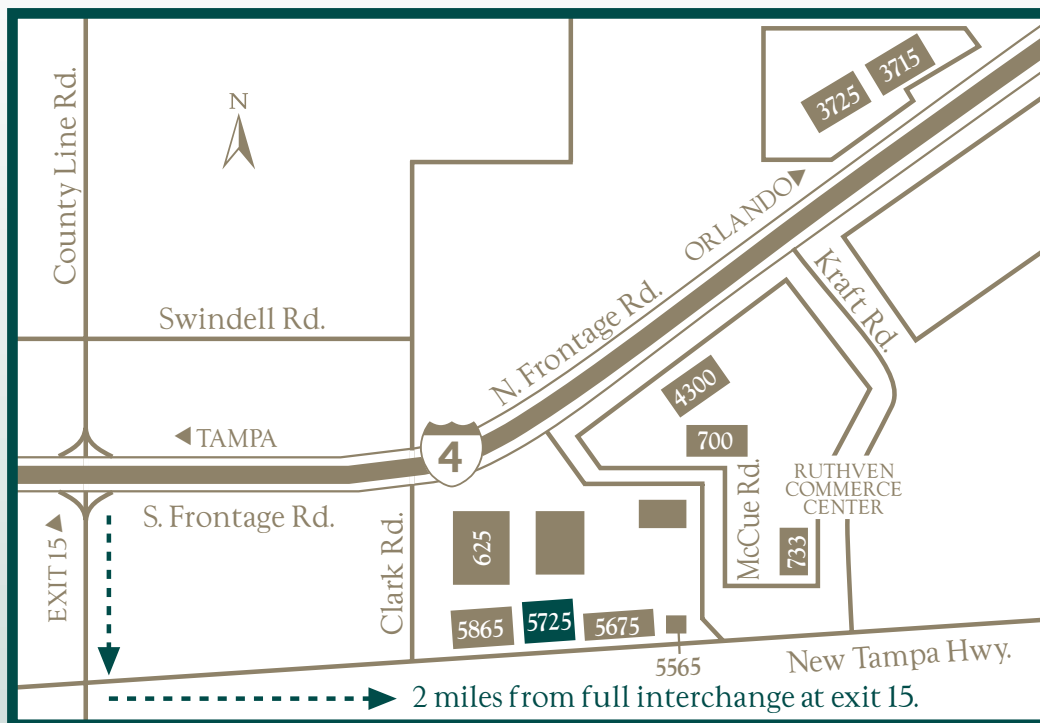 3715
3725
N
County Line Rd.
ORLANDO
Kraft Rd.
Swindell Rd.
N. Frontage Rd.
4300
TAMPA
4
700
RUTHVEN
COMMERCE
CENTER
McCue Rd.
S. Frontage Rd.
EXIT 15
Clark Rd.
625
733
5865
5725
5675
5565
New Tampa Hwy.
2 miles from full interchange at exit 15.